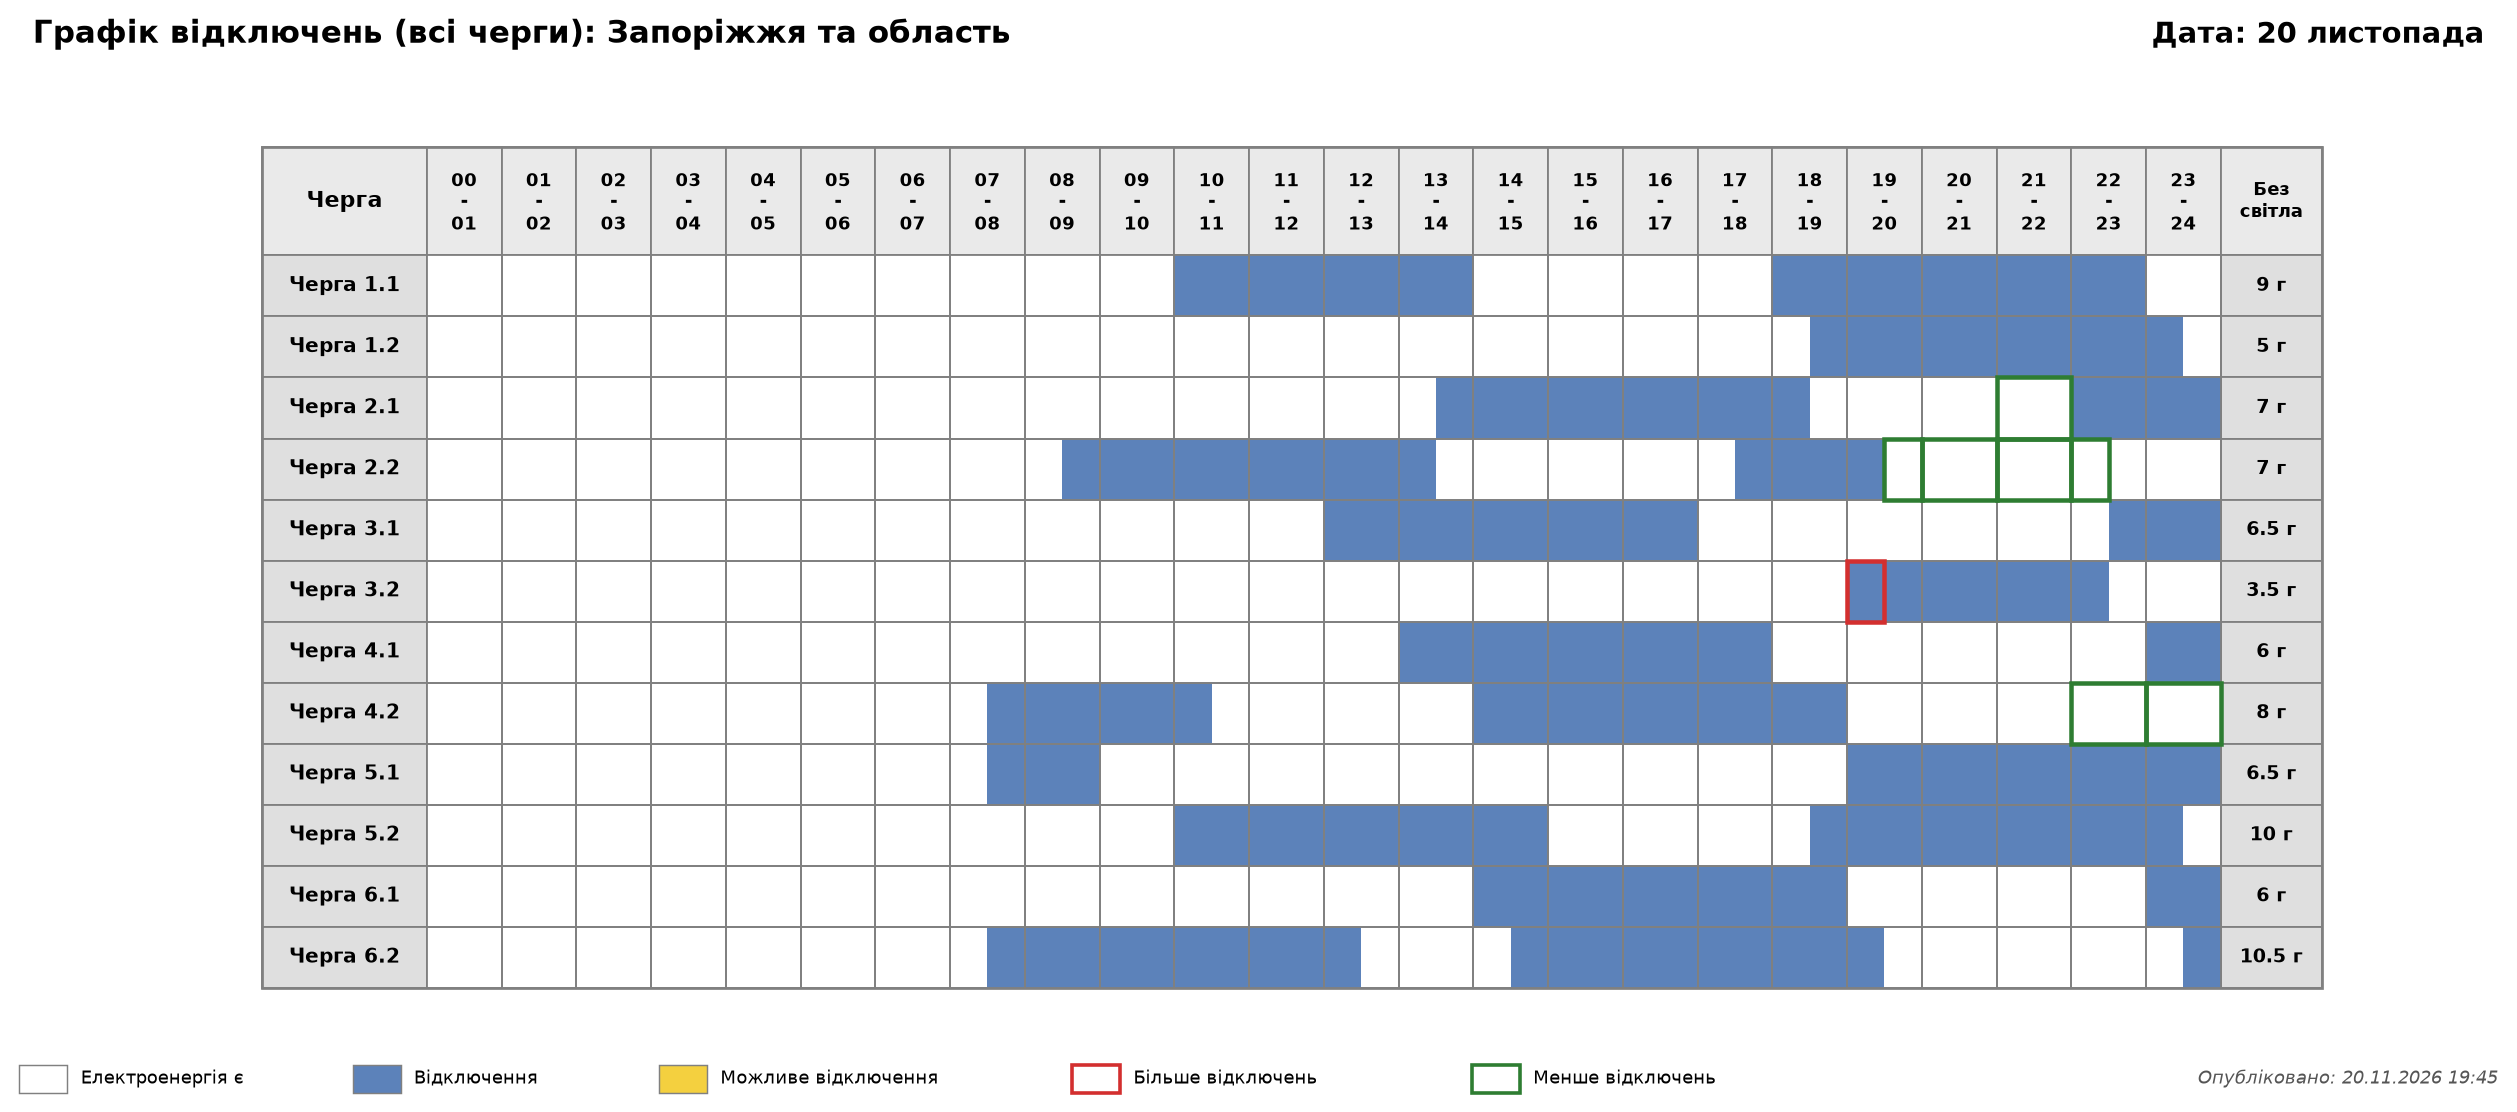 Графік відключень (всі черги): Запоріжжя та область
Дата: 20 листопада
Черга 00 - 01 01 - 02 02 - 03 03 - 04 04 - 05 05 - 06 06 - 07 07 - 08 08 - 09 09 - 10 10 - 11 11 - 12 12 - 13 13 - 14 14 - 15 15 - 16 16 - 17 17 - 18 18 - 19 19 - 20 20 - 21 21 - 22 22 - 23 23 - 24 Без світла
Черга 1.1 9 г
Черга 1.2 5 г
Черга 2.1 7 г
Черга 2.2 7 г
Черга 3.1 6.5 г
Черга 3.2 3.5 г
Черга 4.1 6 г
Черга 4.2 8 г
Черга 5.1 6.5 г
Черга 5.2 10 г
Черга 6.1 6 г
Черга 6.2 10.5 г
Електроенергія є
Відключення
Можливе відключення
Більше відключень
Менше відключень
Опубліковано: 20.11.2026 19:45